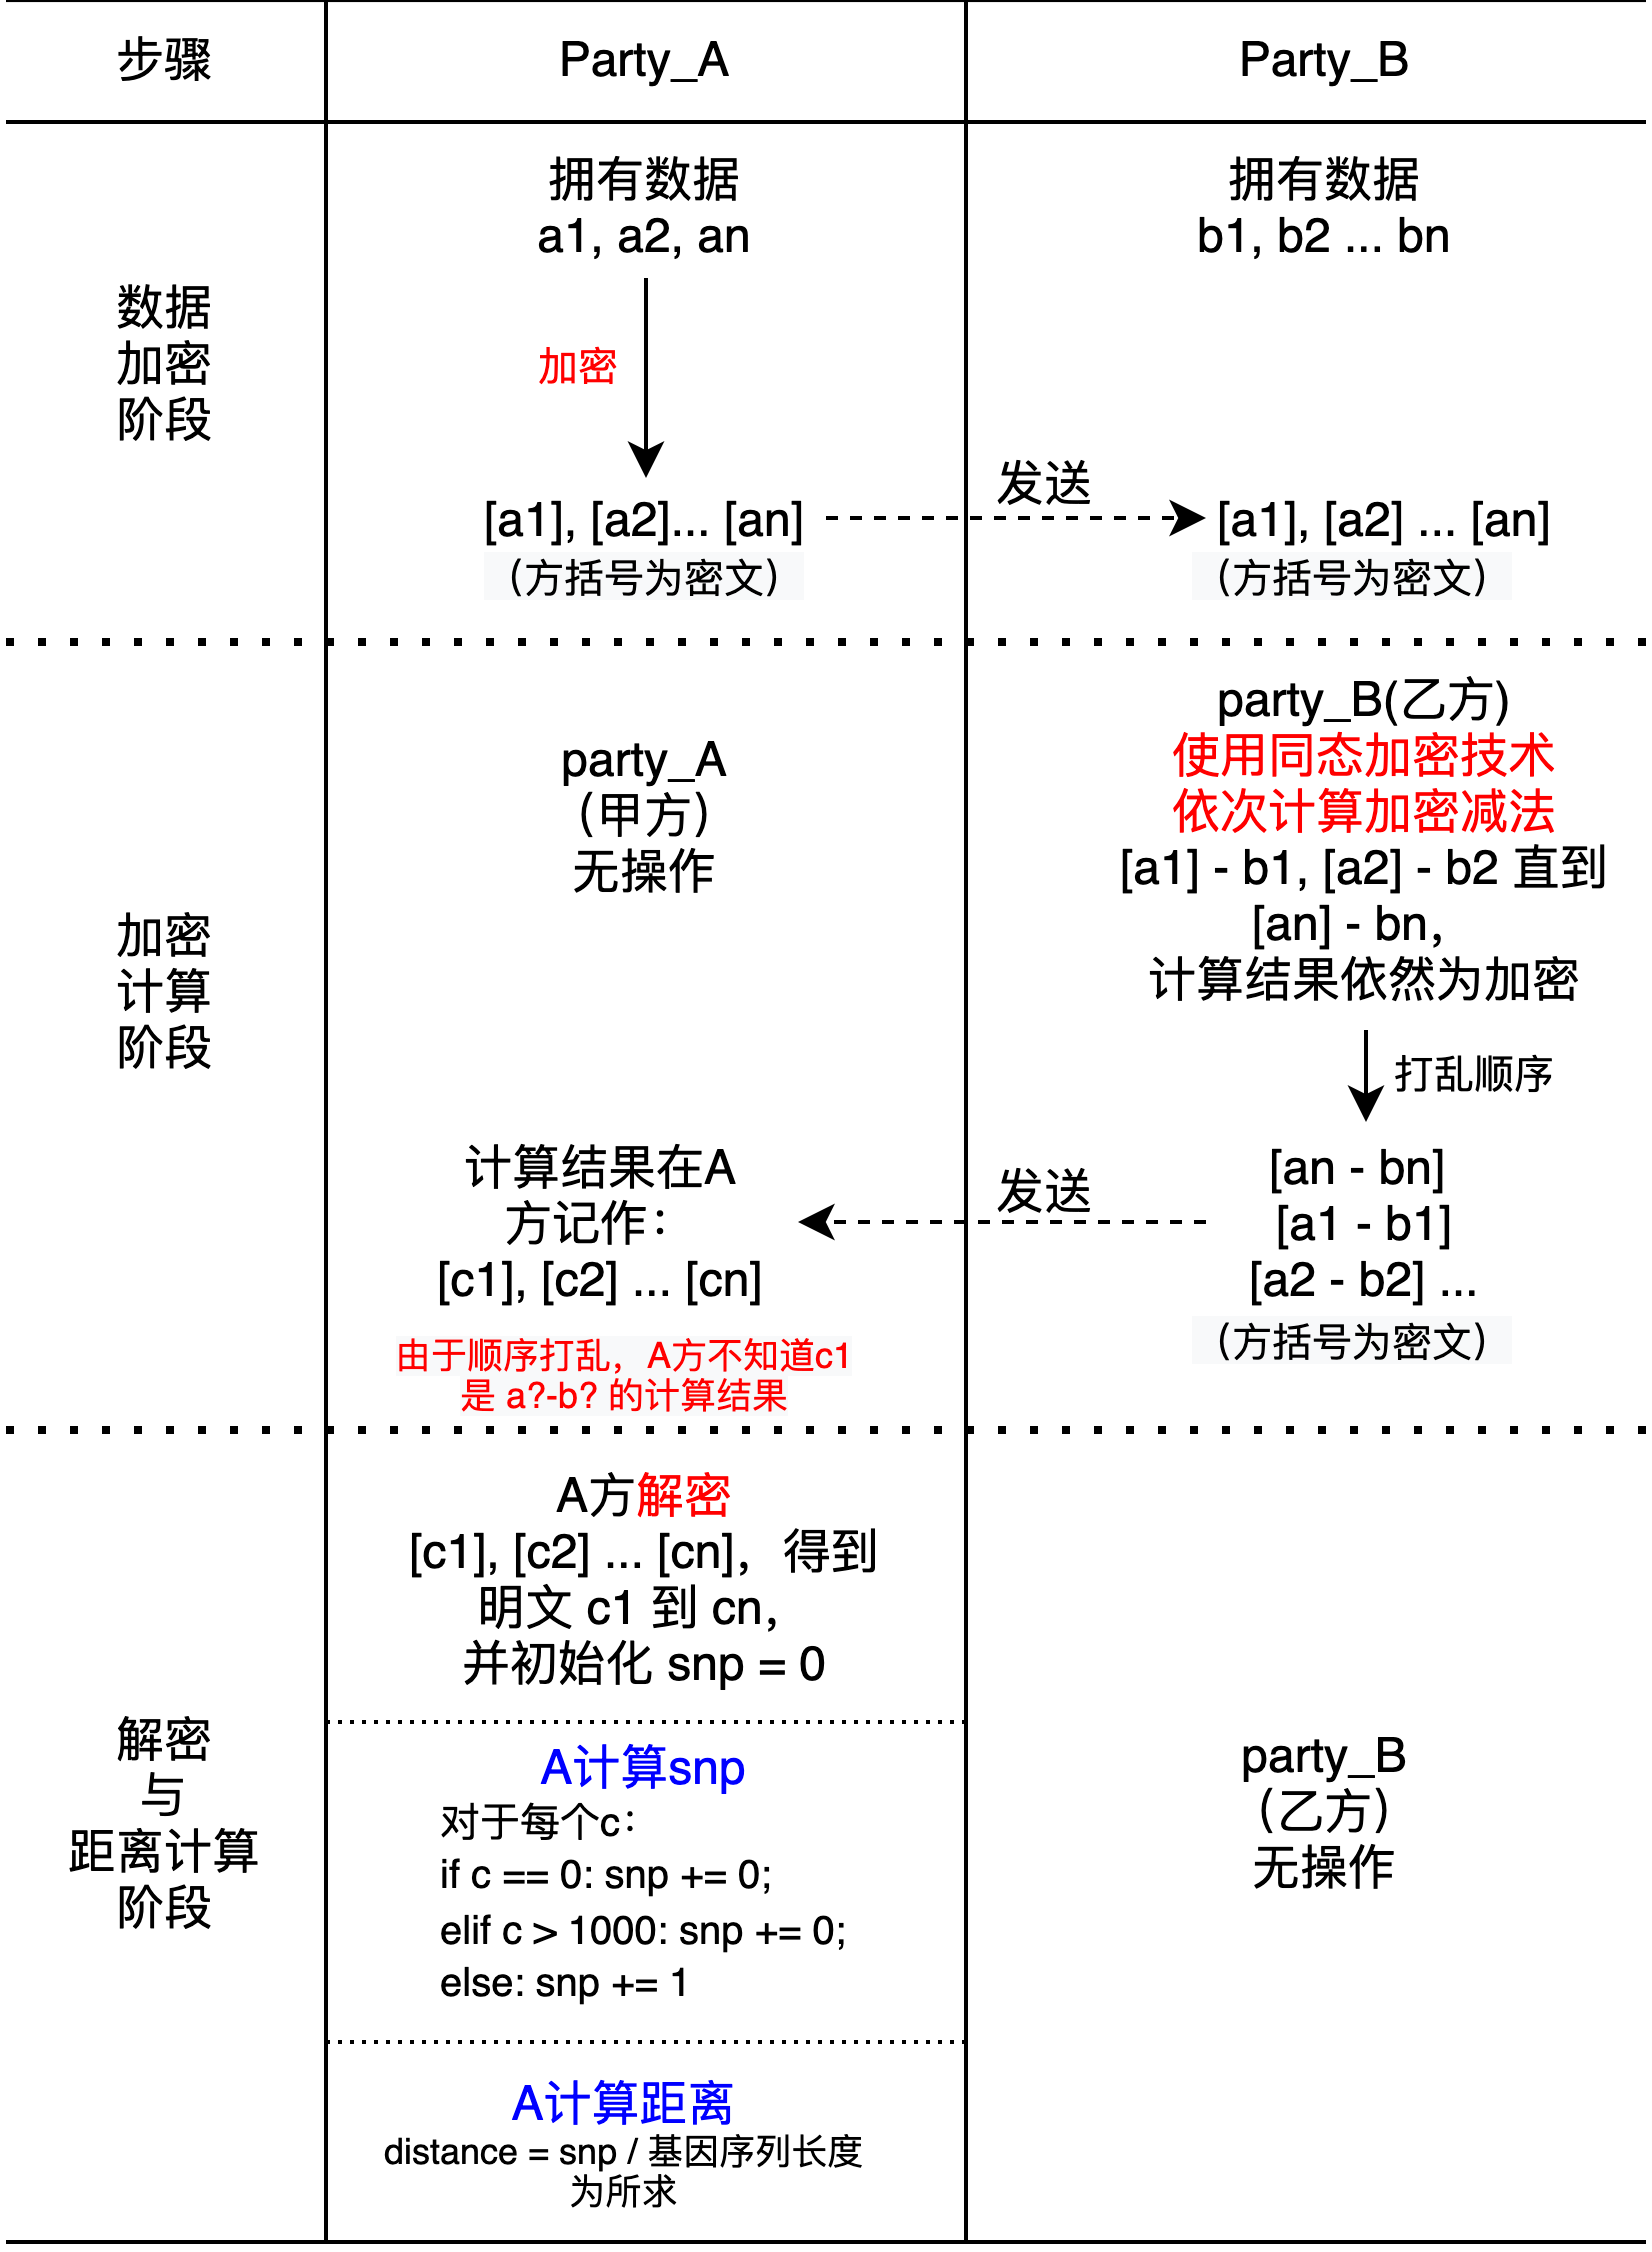 步骤
Party_A
Party_B
数据
加密
阶段
拥有数据
a1, a2, an
加密
[a1], [a2]... [an]
（方括号为密文）
发送
拥有数据
b1, b2 ... bn
[a1], [a2] ... [an]
（方括号为密文）
加密
计算
阶段
party_A
（甲方）
无操作
party_B(乙方)
使用同态加密技术
依次计算加密减法
[a1] - b1, [a2] - b2 直到
[an] - bn，
计算结果依然为加密
打乱顺序
[an - bn]
[a1 - b1]
[a2 - b2] ...
（方括号为密文）
发送
计算结果在A
方记作：
[c1], [c2] ... [cn]
由于顺序打乱，A方不知道c1
是 a?-b? 的计算结果
解密
与
距离计算
阶段
A方解密
[c1], [c2] ... [cn]，得到
明文 c1 到 cn，
并初始化 snp = 0
A计算snp
对于每个c：
if c == 0: snp += 0;
elif c > 1000: snp += 0;
else: snp += 1
A计算距离
distance = snp / 基因序列长度
为所求
party_B
（乙方）
无操作